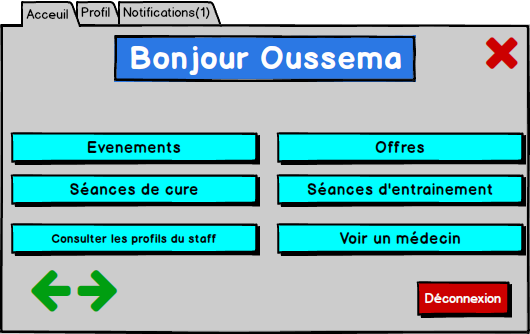 Acceuil Profil Notifications(1)
Bonjour Oussema
Evenements Offres
Séances de cure Séances d'entrainement
Consulter les profils du staff Voir un médecin
Déconnexion